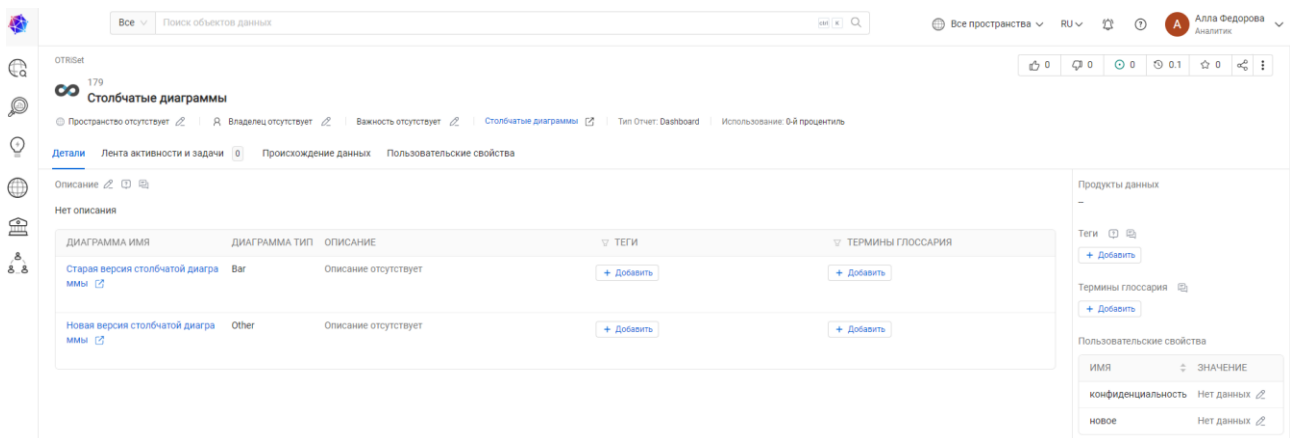 Все Поиск объектов данных ctrl K Все пространства RU А Алла Федорова
Аналитик
OTRiSet
179
Столбчатые диаграммы
0 0 0 0.1 0
Пространство отсутствует Владелец отсутствует Важность отсутствует Столбчатые диаграммы Тип Отчет: Dashboard Использование: 0-й процентиль
Детали Лента активности и задачи 0 Происхождение данных Пользовательские свойства
Описание
Нет описания
ДИАГРАММА ИМЯ ДИАГРАММА ТИП ОПИСАНИЕ ТЕГИ ТЕРМИНЫ ГЛОССАРИЯ
Старая версия столбчатой диагра Bar Описание отсутствует + Добавить + Добавить
ммы
Новая версия столбчатой диагра Other Описание отсутствует + Добавить + Добавить
ммы
Продукты данных
–
Теги
+ Добавить
Термины глоссария
+ Добавить
Пользовательские свойства
ИМЯ ЗНАЧЕНИЕ
конфиденциальность Нет данных
новое Нет данных